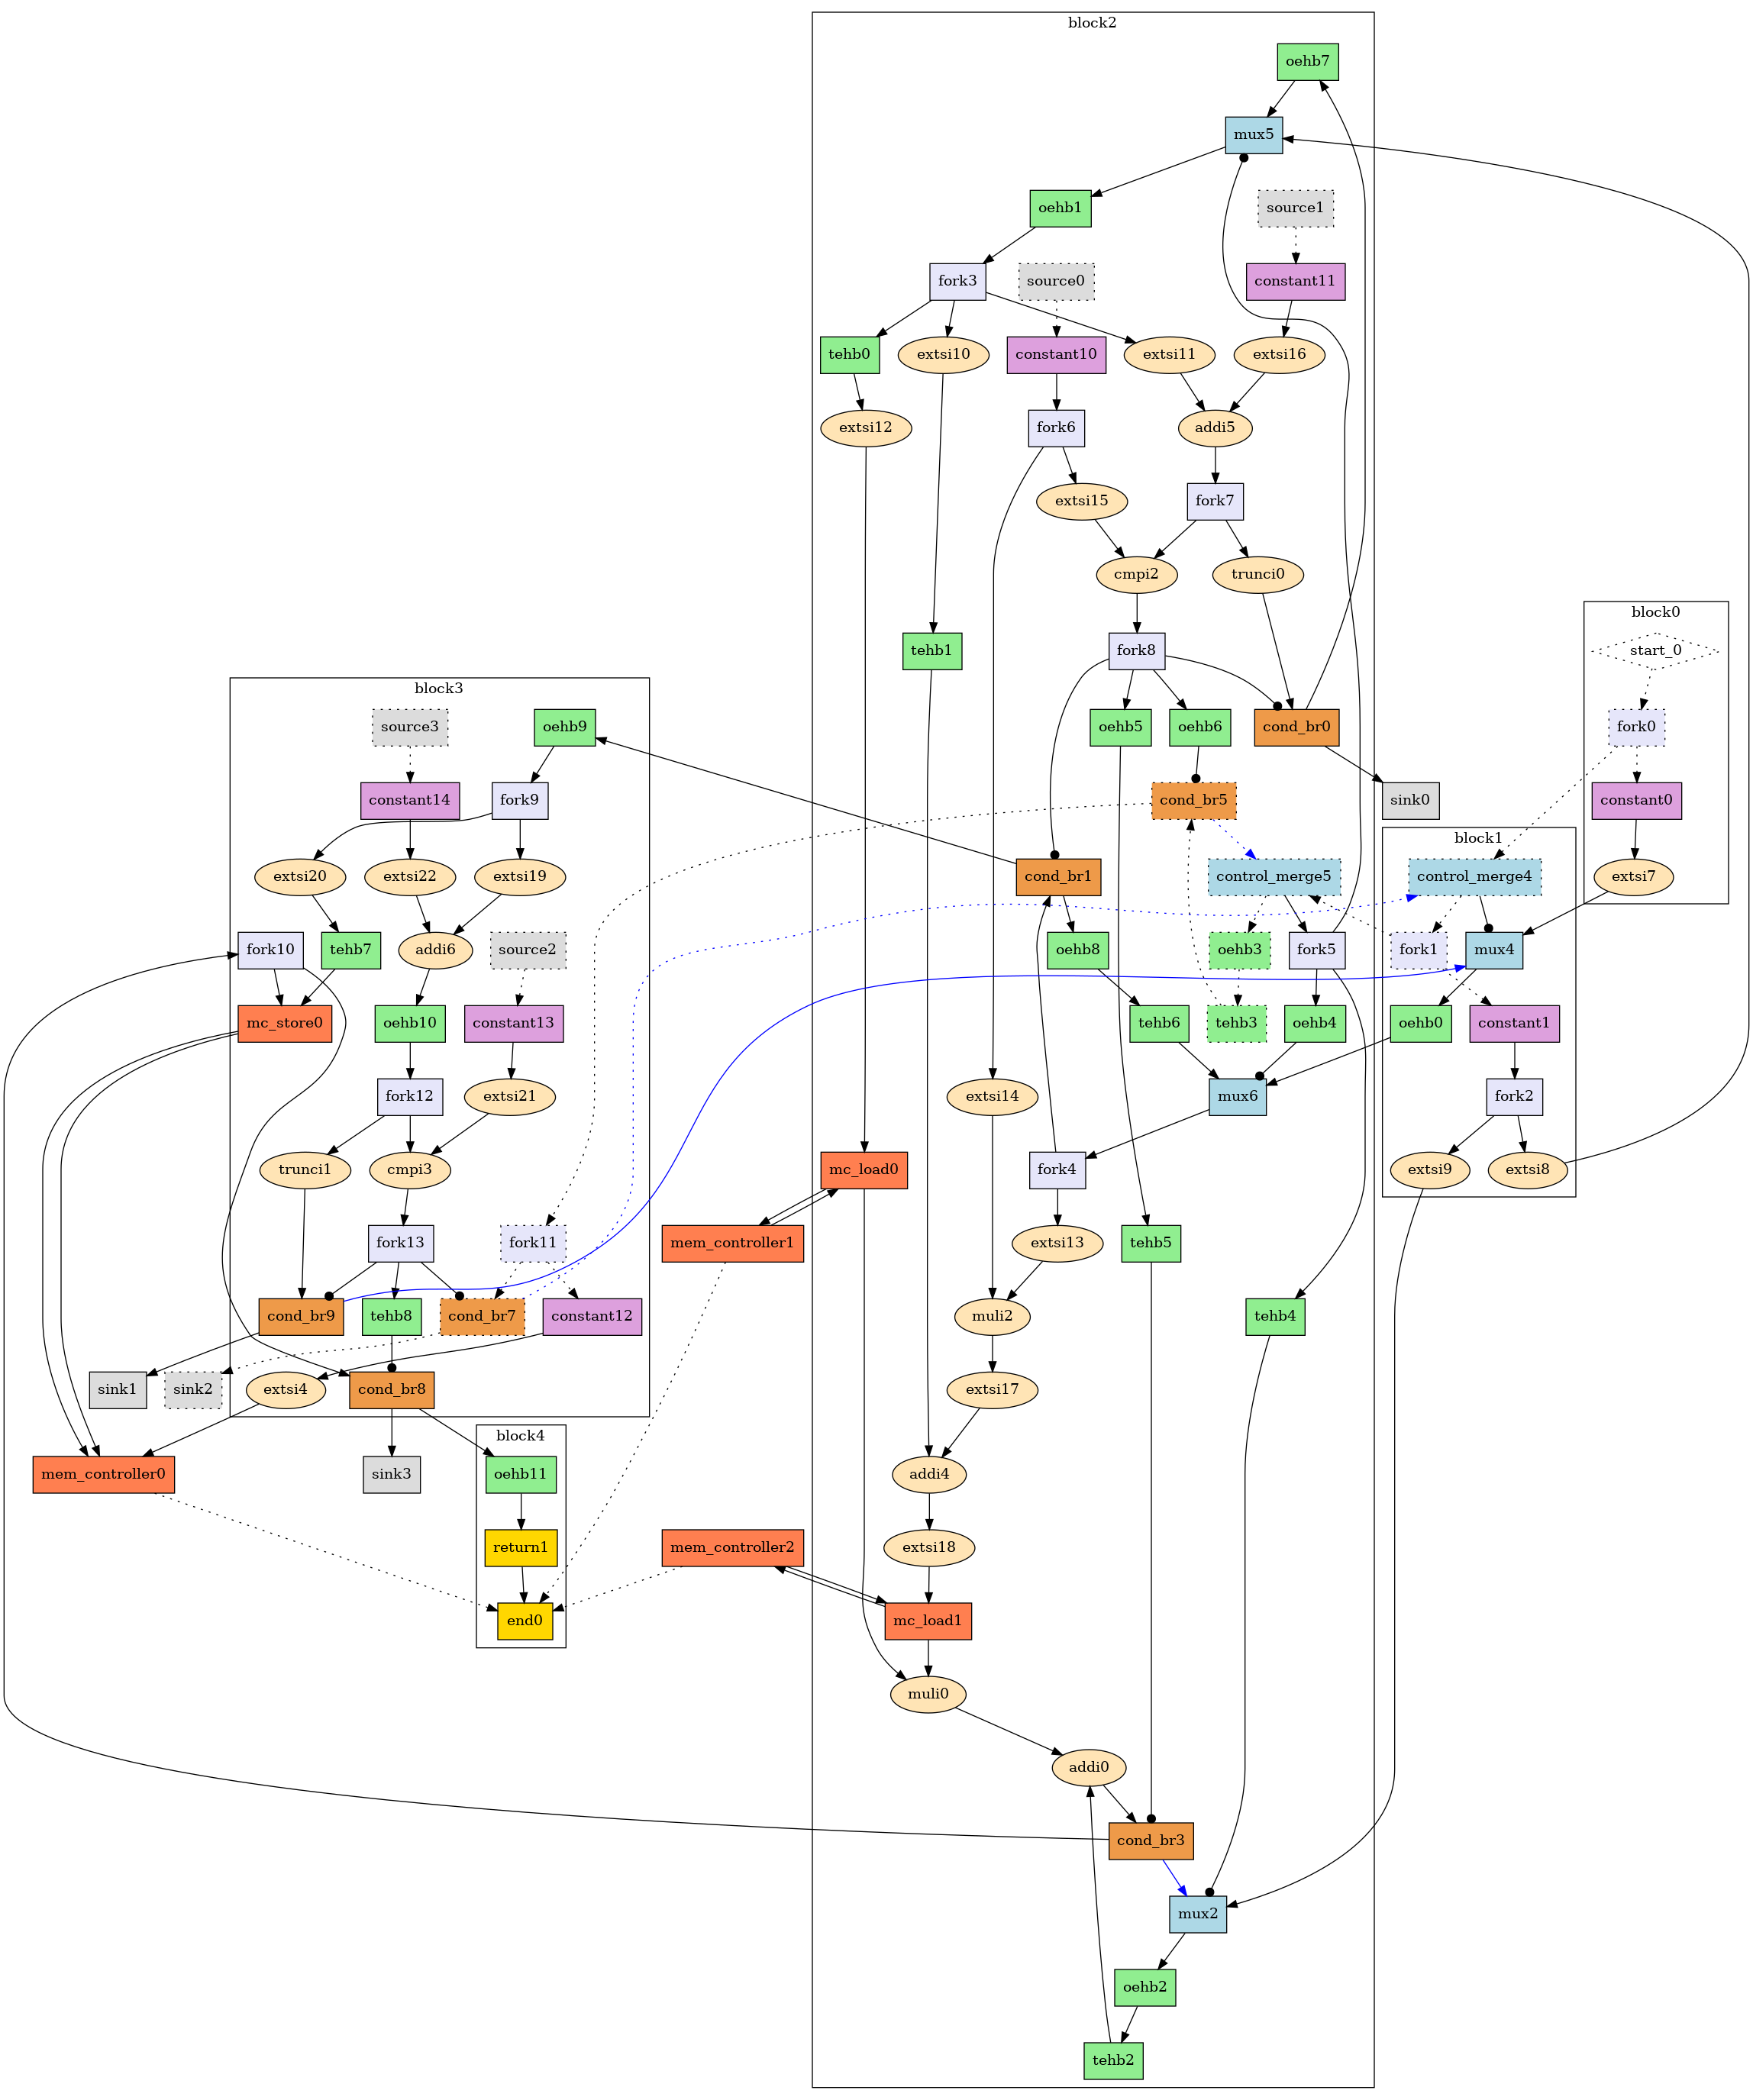 block2
oehb7
mux5
oehb1
source1
fork3
source0
constant11
tehb0
extsi10
constant10
extsi11
extsi16
extsi12
fork6
addi5
extsi15
fork7
cmpi2
trunci0
block0
tehb1
fork8
start_0
block3
source3
oehb9
oehb5
oehb6
cond_br0
fork0
constant14
fork9
cond_br5
sink0
constant0
block1
extsi20
extsi22
extsi19
cond_br1
control_merge5
control_merge4
extsi7
fork10
tehb7
addi6
source2
oehb8
oehb3
fork5
fork1
mux4
mc_store0
oehb10
constant13
tehb6
tehb3
oehb4
oehb0
constant1
fork12
extsi21
extsi14
mux6
fork2
trunci1
cmpi3
mc_load0
fork4
extsi9
extsi8
fork13
fork11
mem_controller1
extsi13
tehb5
cond_br9
tehb8
cond_br7
constant12
muli2
tehb4
sink1
sink2
extsi4
cond_br8
extsi17
block4
mem_controller0
sink3
oehb11
addi4
return1
mem_controller2
extsi18
end0
mc_load1
muli0
addi0
cond_br3
mux2
oehb2
tehb2